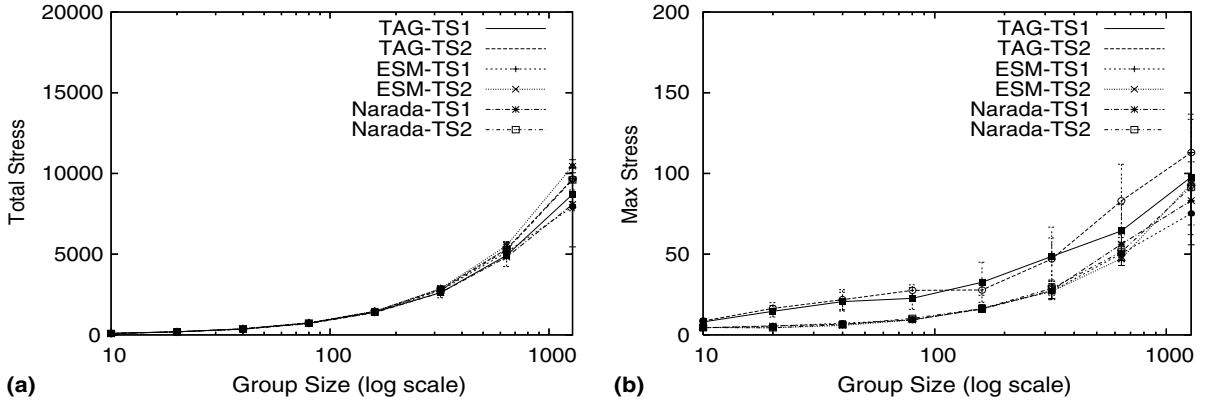 20000
15000
10000
5000
0
Total Stress
TAG-TS1
TAG-TS2
ESM-TS1
ESM-TS2
Narada-TS1
Narada-TS2
10
100
1000
Group Size (log scale)
(a)
200
150
100
50
0
Max Stress
TAG-TS1
TAG-TS2
ESM-TS1
ESM-TS2
Narada-TS1
Narada-TS2
10
100
1000
Group Size (log scale)
(b)